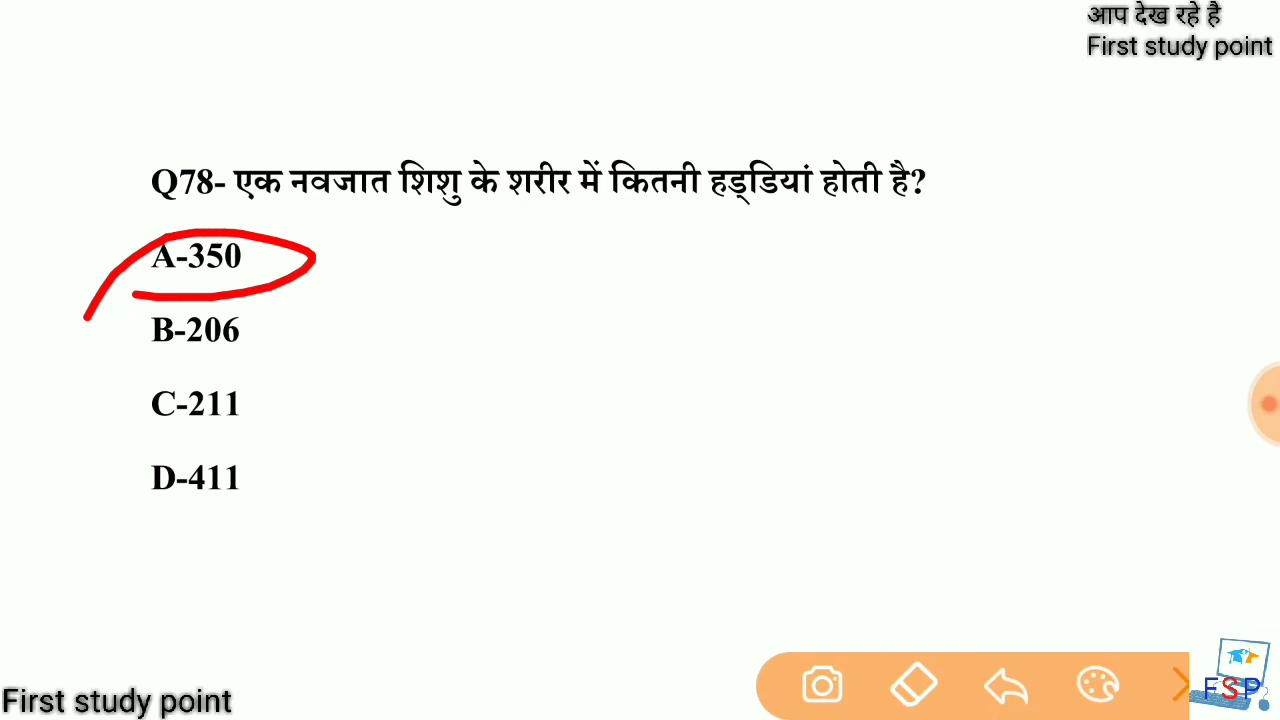 आप देख रहे है
First study point
Q78- एक नवजात शिशु के शरीर में कितनी हड्डियां होती है?
A-350
B-206
C-211
D-411
First study point
FSP